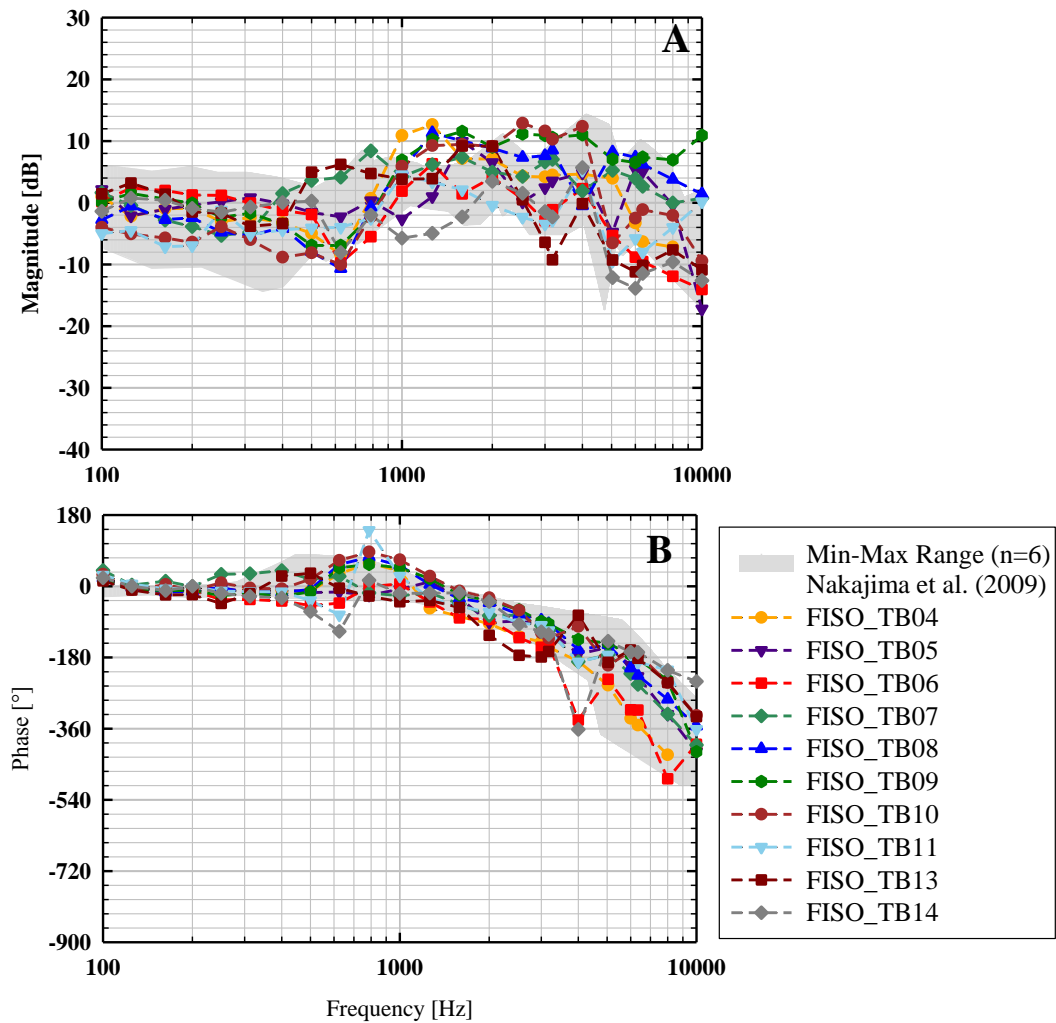 A
30
20
10
0
-10
-20
-30
-40
Magnitude [dB]
100
1000
10000
B
180
0
-180
-360
-540
-720
-900
Phase [°]
100
1000
10000
Frequency [Hz]
Min-Max Range (n=6)
Nakajima et al. (2009)
FISO_TB04
FISO_TB05
FISO_TB06
FISO_TB07
FISO_TB08
FISO_TB09
FISO_TB10
FISO_TB11
FISO_TB13
FISO_TB14